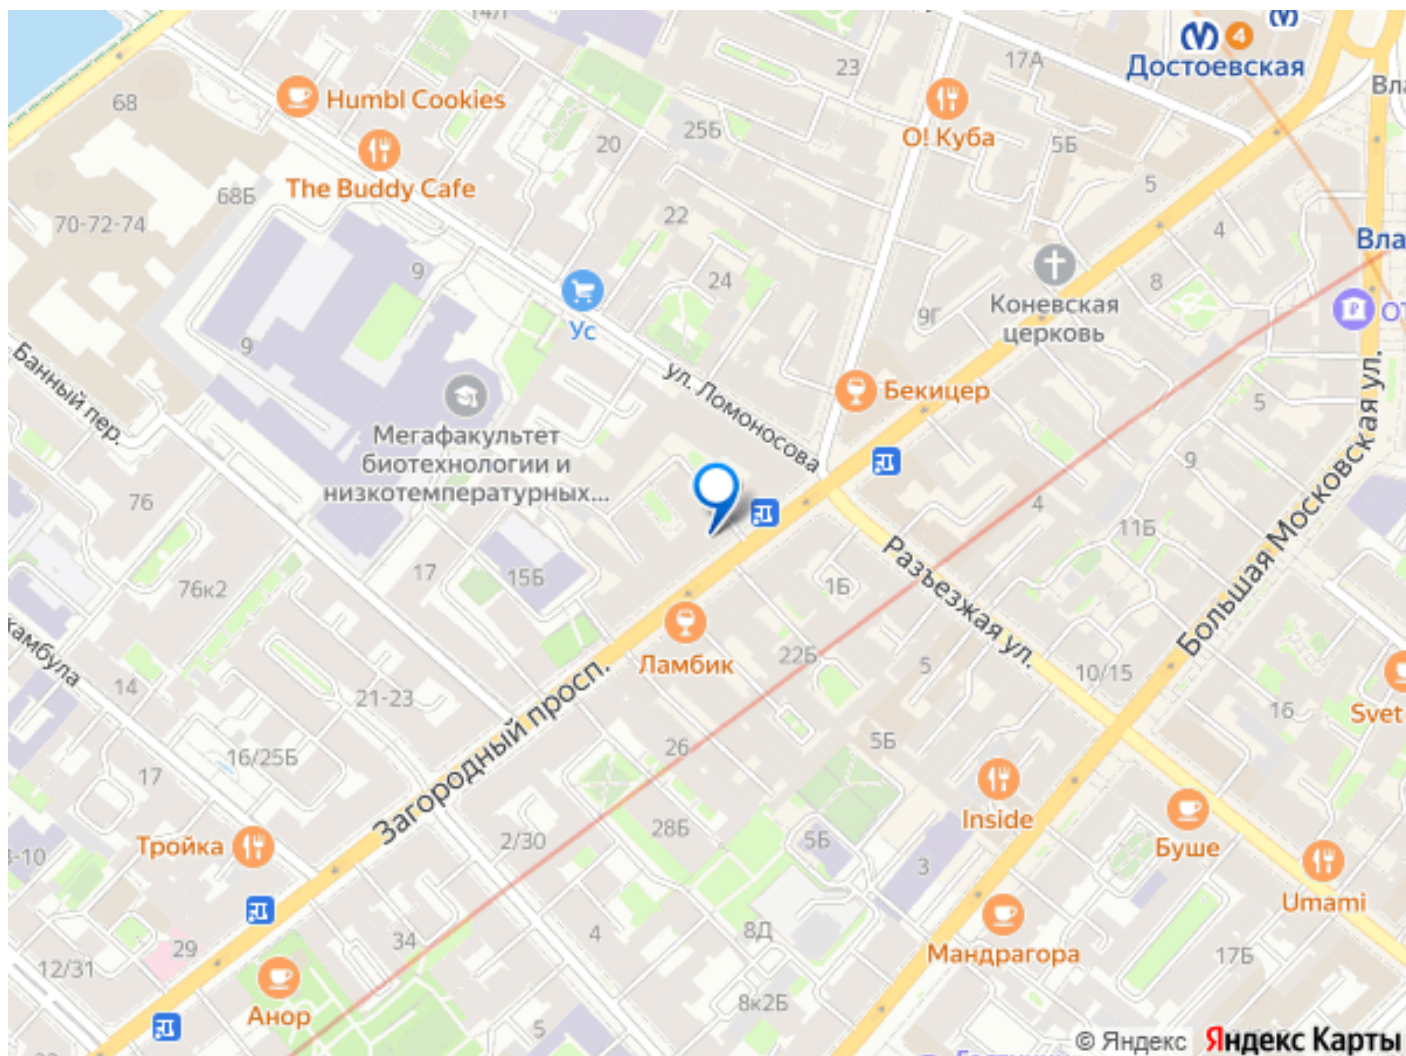 14Л
23
17А
4
Достоевская
68
Humbl Cookies
25Б
О! Куба
5Б
20
The Buddy Cafe
68Б
5
70-72-74
22
4
Вла
9
24
8
Коневская
церковь
9Г
Ус
9
Банный пер.
ул. Ломоносова
Бекицер
5
Мегафакультет
биотехнологии и
низкотемпературных...
9
76
4
11Б
Большая Московская ул.
17
15Б
76к2
1Б
Разъезжая ул.
Ламбик
22Б
5
10/15
14
21-23
16
Svet
Загородный просп.
26
5Б
16/25Б
17
Inside
Буше
Тройка
2/30
28Б
5Б
3
Umami
29
34
4
8Д
Мандрагора
17Б
12/31
Анор
8к2Б
5
© Яндекс
Яндекс Карты